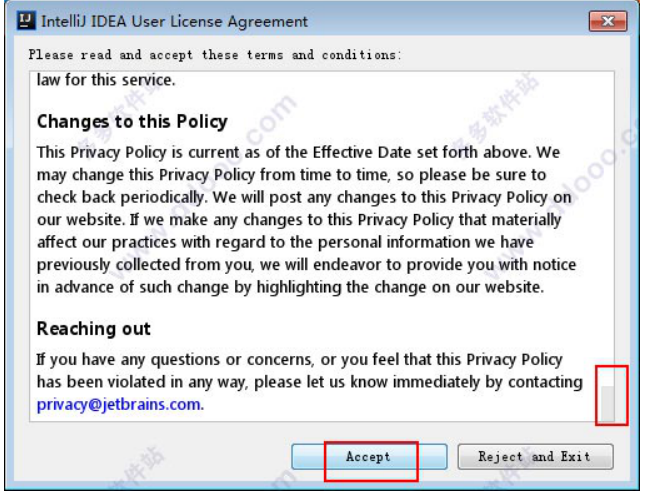 IntelliJ IDEA User License Agreement
Please read and accept these terms and conditions:
law for this service.
Changes to this Policy
This Privacy Policy is current as of the Effective Date set forth above. We
may change this Privacy Policy from time to time, so please be sure to
check back periodically. We will post any changes to this Privacy Policy on
our website. If we make any changes to this Privacy Policy that materially
affect our practices with regard to the personal information we have
previously collected from you, we will endeavor to provide you with notice
in advance of such change by highlighting the change on our website.
Reaching out
If you have any questions or concerns, or you feel that this Privacy Policy
has been violated in any way, please let us know immediately by contacting
privacy@jetbrains.com.
Accept
Reject and Exit